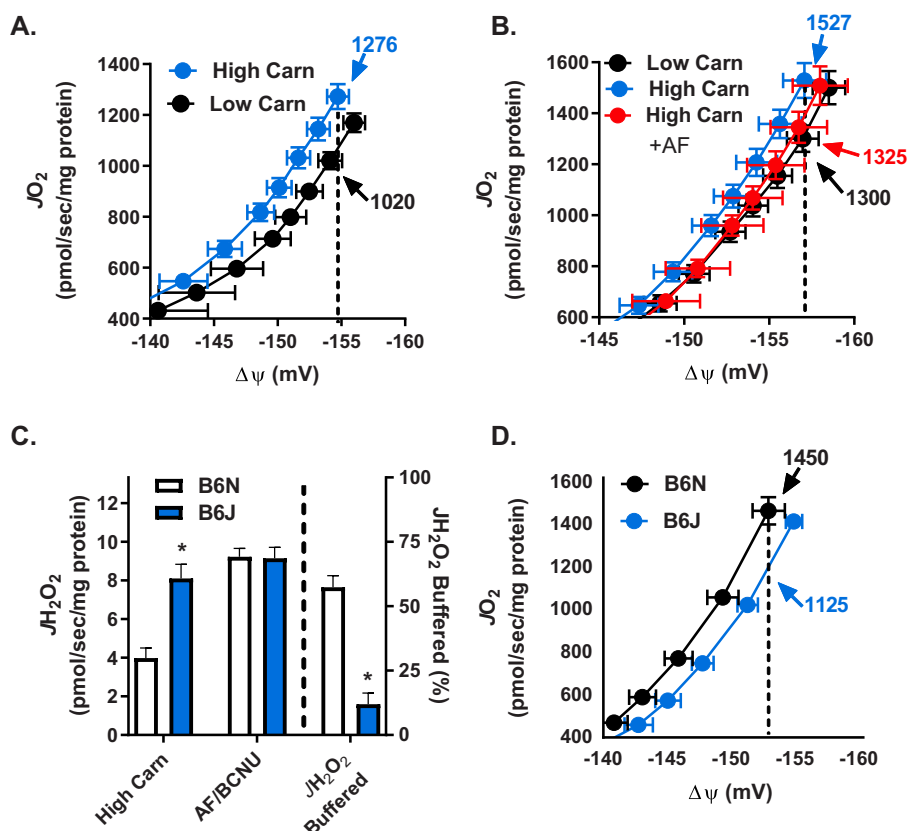 A.
High Carn
Low Carn
1276
1020
1400
1200
1000
800
600
400
-140
-145
-150
-155
-160
JO2
(pmol/sec/mg protein)
Δψ (mV)
B.
Low Carn
High Carn
High Carn
+AF
1527
1325
1300
1600
1400
1200
1000
800
600
-145
-150
-155
-160
JO2
(pmol/sec/mg protein)
Δψ (mV)
C.
B6N
B6J
12
10
8
6
4
2
0
100
75
50
25
0
*
*
JH2O2
(pmol/sec/mg protein)
JH2O2 Buffered (%)
High Carn
AF/BCNU
JH2O2
Buffered
D.
B6N
B6J
1450
1125
1600
1400
1200
1000
800
600
400
-140
-145
-150
-155
-160
JO2
(pmol/sec/mg protein)
Δψ (mV)